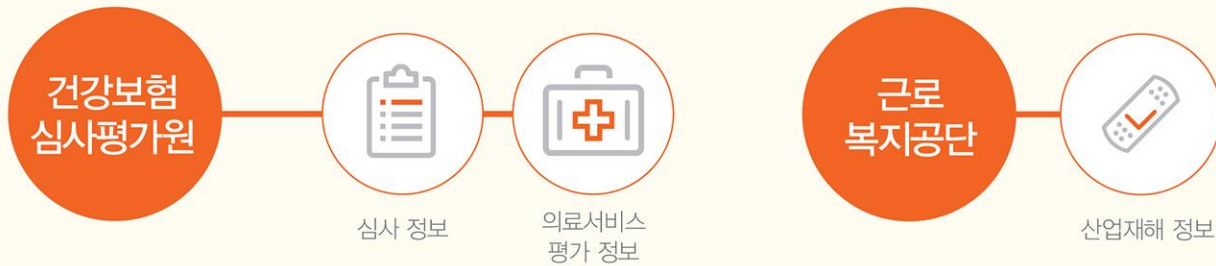 건강보험
심사평가원
심사 정보
의료서비스
평가 정보
근로
복지공단
산업재해 정보